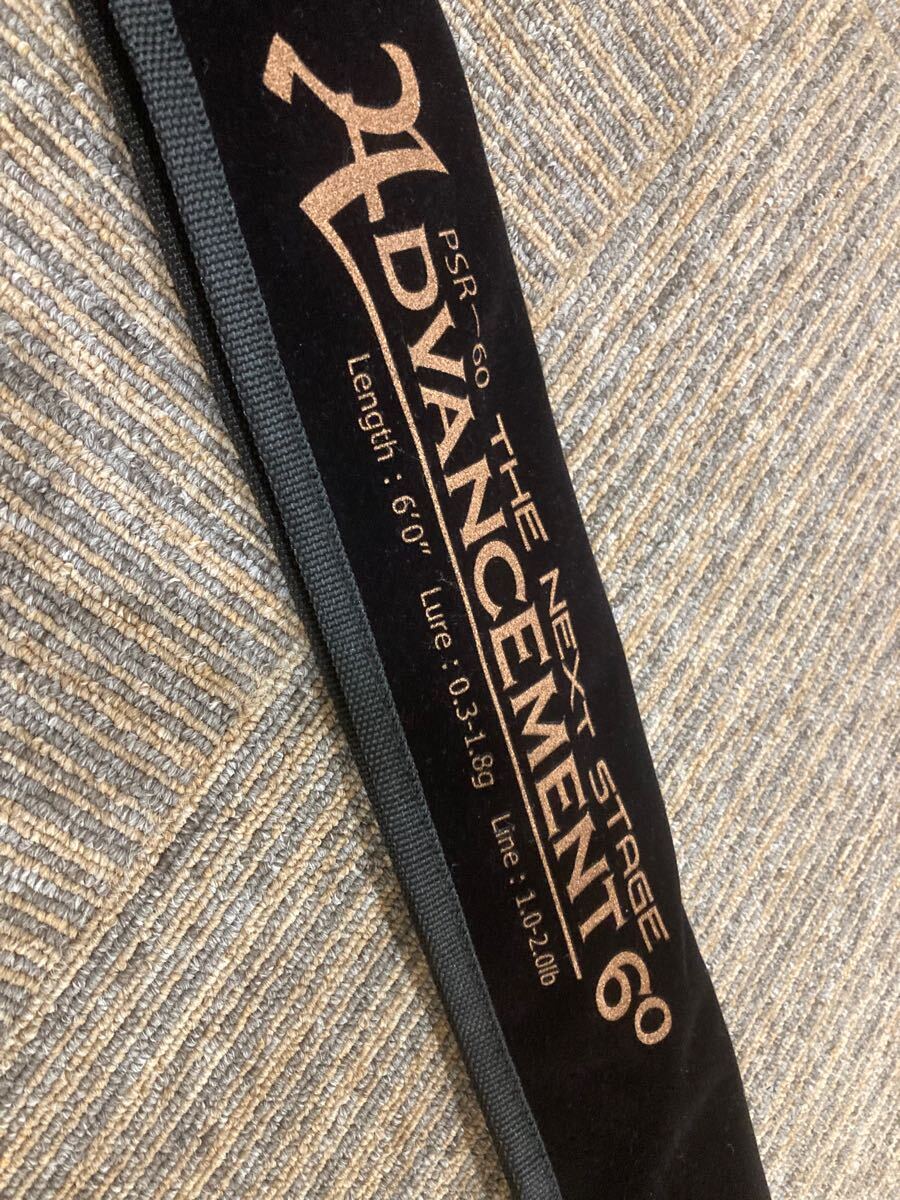 PSR-60 THE NEXT STAGE
ADVANCEMENT 60
Length : 6'0" Lure : 0.3-1.8g Line : 1.0-2.0lb